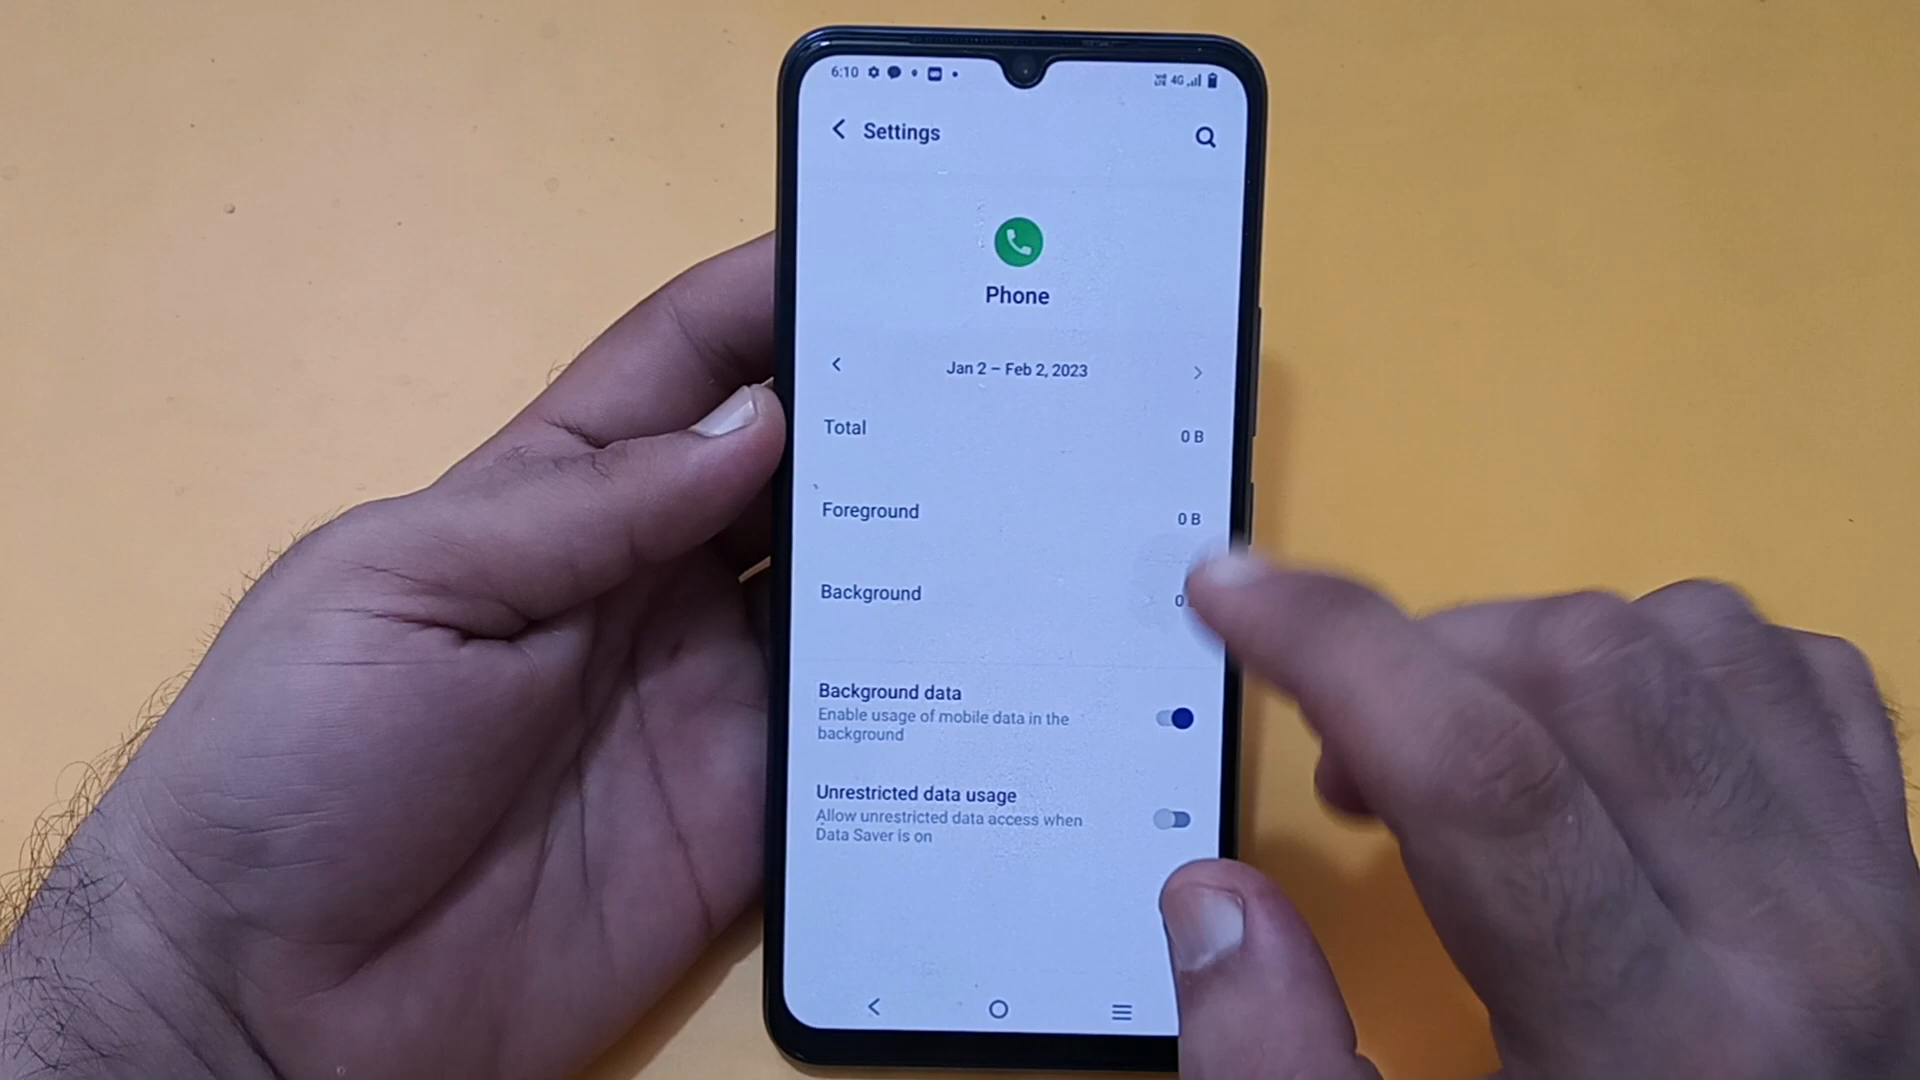 6:10
4G
Settings
Phone
Jan 2 – Feb 2, 2023
Total
0 B
Foreground
0 B
Background
0
Background data
Enable usage of mobile data in the
background
Unrestricted data usage
Allow unrestricted data access when
Data Saver is on